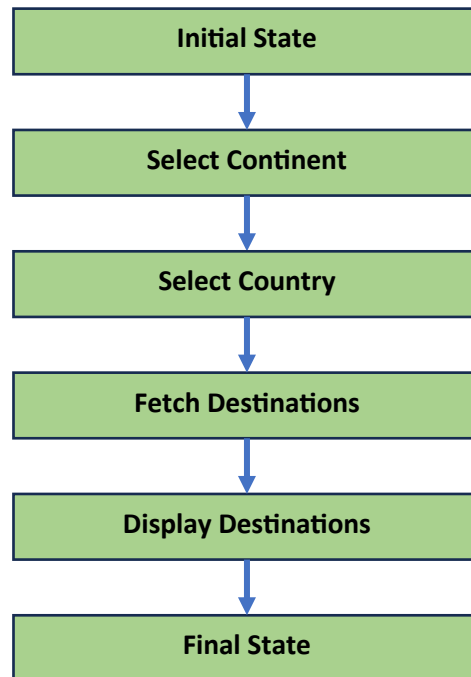 Initial State
Select Continent
Select Country
Fetch Destinations
Display Destinations
Final State